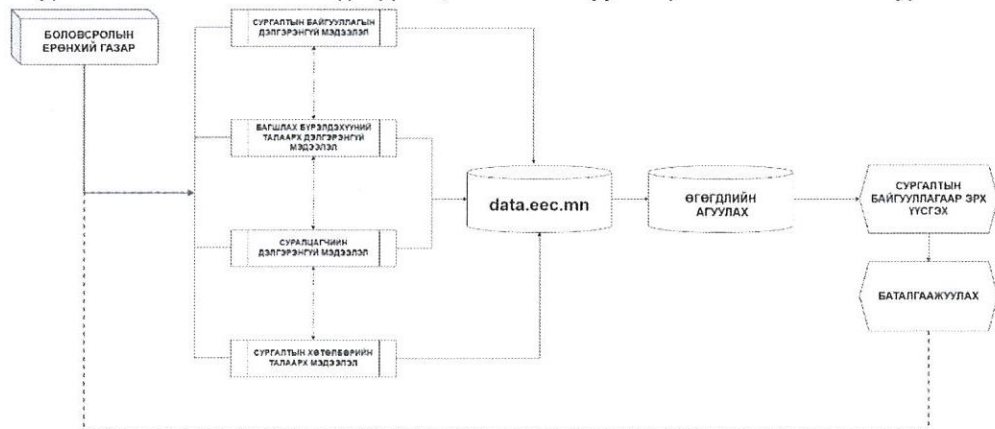 БОЛОВСРОЛЫН
ЕРӨНХИЙ ГАЗАР
СУРГАЛТЫН БАЙГУУЛЛАГЫН
ДЭЛГЭРЭНГҮЙ МЭДЭЭЛЭЛ
БАГШЛАХ БҮРЭЛДЭХҮҮНИЙ
ТАЛААРХ ДЭЛГЭРЭНГҮЙ
МЭДЭЭЛЭЛ
СУРАЛЦАГЧИЙН
ДЭЛГЭРЭНГҮЙ МЭДЭЭЛЭЛ
СУРГАЛТЫН ХӨТӨЛБӨРИЙН
ТАЛААРХ МЭДЭЭЛЭЛ
data.eec.mn
ӨГӨГДЛИЙН
АГУУЛАХ
СУРГАЛТЫН
БАЙГУУЛЛАГААР ЭРХ
ҮҮСГЭХ
БАТАЛГААЖУУЛАХ